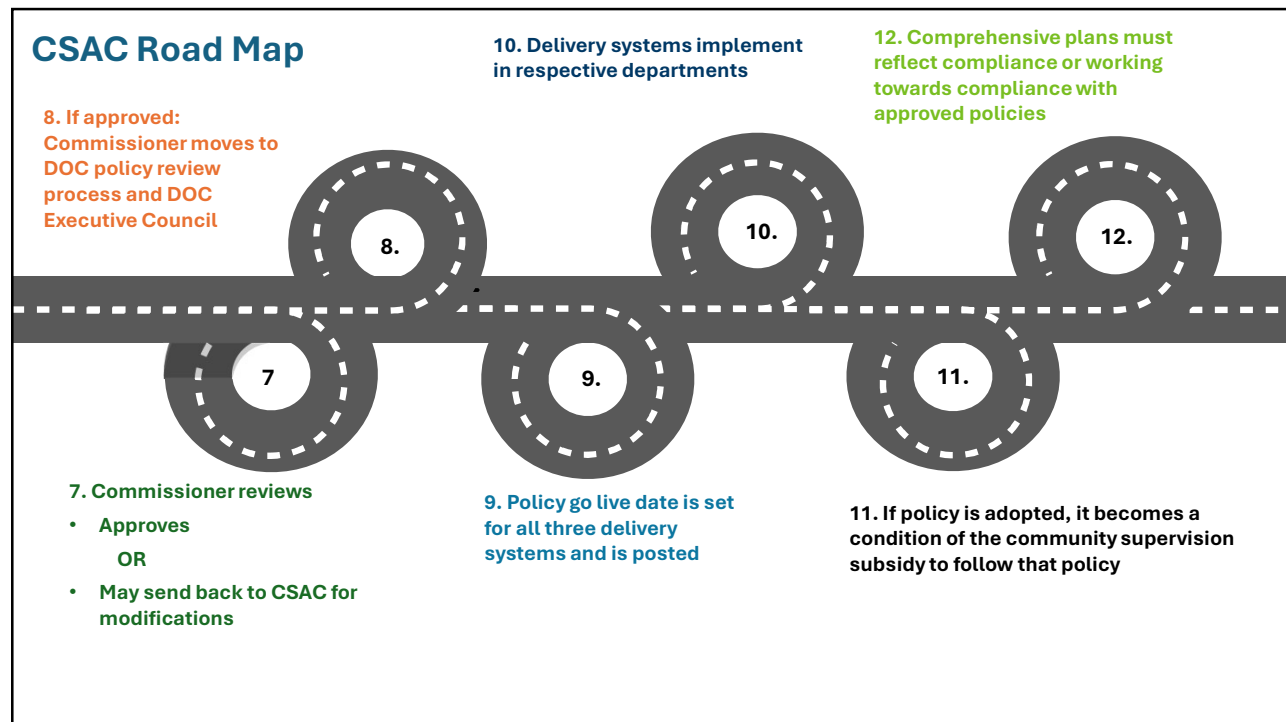 CSAC Road Map
8. If approved:
Commissioner moves to
DOC policy review
process and DOC
Executive Council
10. Delivery systems implement
in respective departments
12. Comprehensive plans must
reflect compliance or working
towards compliance with
approved policies
8.
10.
12.
7
9.
11.
7. Commissioner reviews
• Approves
OR
• May send back to CSAC for
modifications
9. Policy go live date is set
for all three delivery
systems and is posted
11. If policy is adopted, it becomes a
condition of the community supervision
subsidy to follow that policy